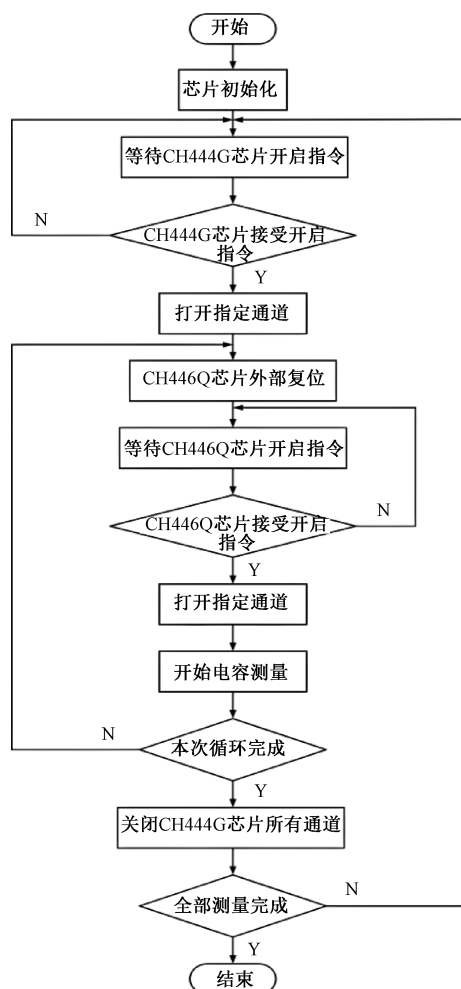 开始
芯片初始化
等待CH444G芯片开启指令
N
CH444G芯片接受开启
指令
Y
打开指定通道
CH446Q芯片外部复位
等待CH446Q芯片开启指令
N
CH446Q芯片接受开启
指令
Y
打开指定通道
开始电容测量
N
本次循环完成
Y
关闭CH444G芯片所有通道
N
全部测量完成
Y
结束